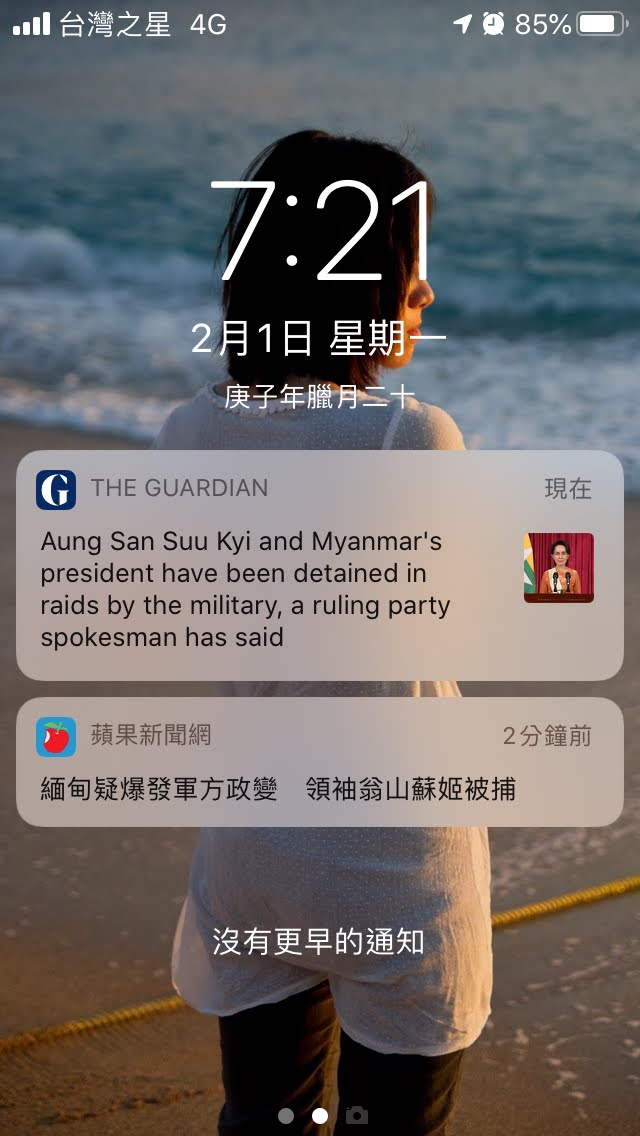 台灣之星 4G 85%
7:21
2月1日 星期一
庚子年臘月二十
THE GUARDIAN 現在
Aung San Suu Kyi and Myanmar's
president have been detained in
raids by the military, a ruling party
spokesman has said
蘋果新聞網 2分鐘前
緬甸疑爆發軍方政變　領袖翁山蘇姬被捕
沒有更早的通知